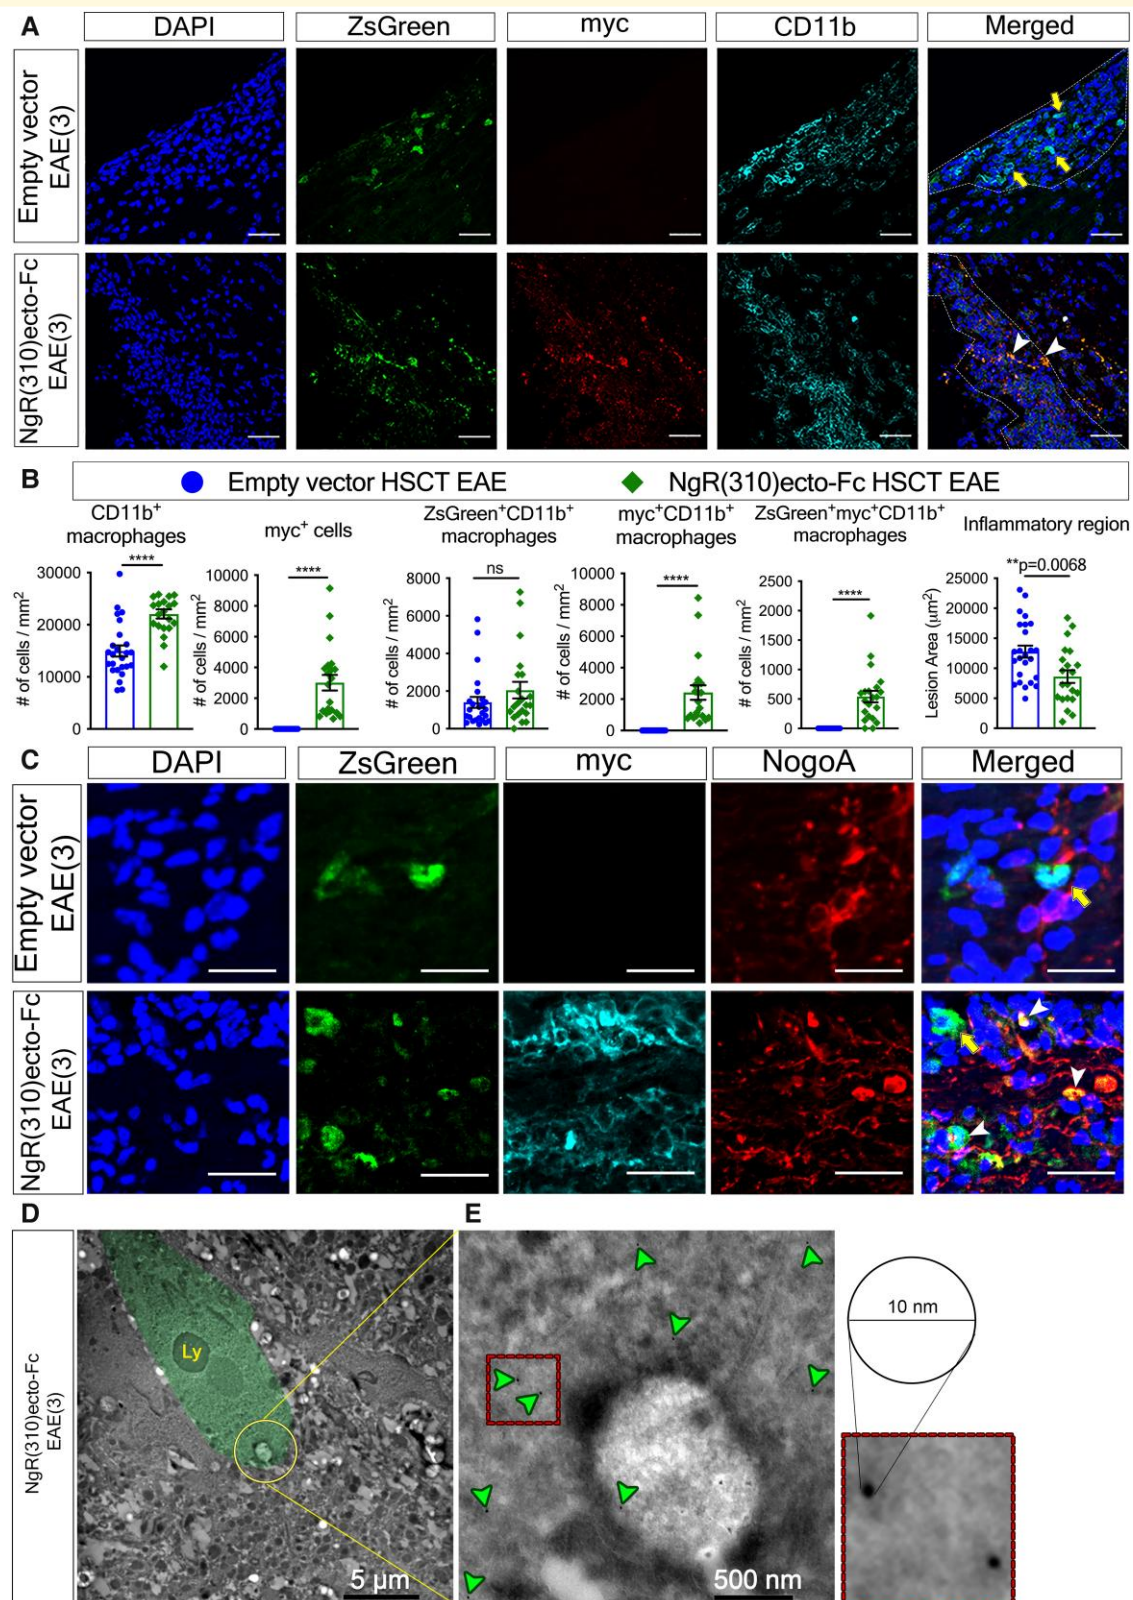 A
DAPI
ZsGreen
myc
CD11b
Merged
Empty vector
EAE(3)
NgR(310)ecto-Fc
EAE(3)
B
Empty vector HSCT EAE
NgR(310)ecto-Fc HSCT EAE
CD11b+
macrophages
****
# of cells / mm2
30000
20000
10000
0
myc+ cells
****
# of cells / mm2
10000
8000
6000
4000
2000
0
ZsGreen+CD11b+
macrophages
ns
# of cells / mm2
8000
6000
4000
2000
0
myc+CD11b+
macrophages
****
# of cells / mm2
10000
8000
6000
4000
2000
0
ZsGreen+myc+CD11b+
macrophages
****
# of cells / mm2
2500
2000
1500
1000
500
0
Inflammatory region
**p=0.0068
Lesion Area (µm2)
25000
20000
15000
10000
5000
0
C
DAPI
ZsGreen
myc
NogoA
Merged
Empty vector
EAE(3)
NgR(310)ecto-Fc
EAE(3)
D
NgR(310)ecto-Fc
EAE(3)
Ly
5 µm
E
500 nm
10 nm